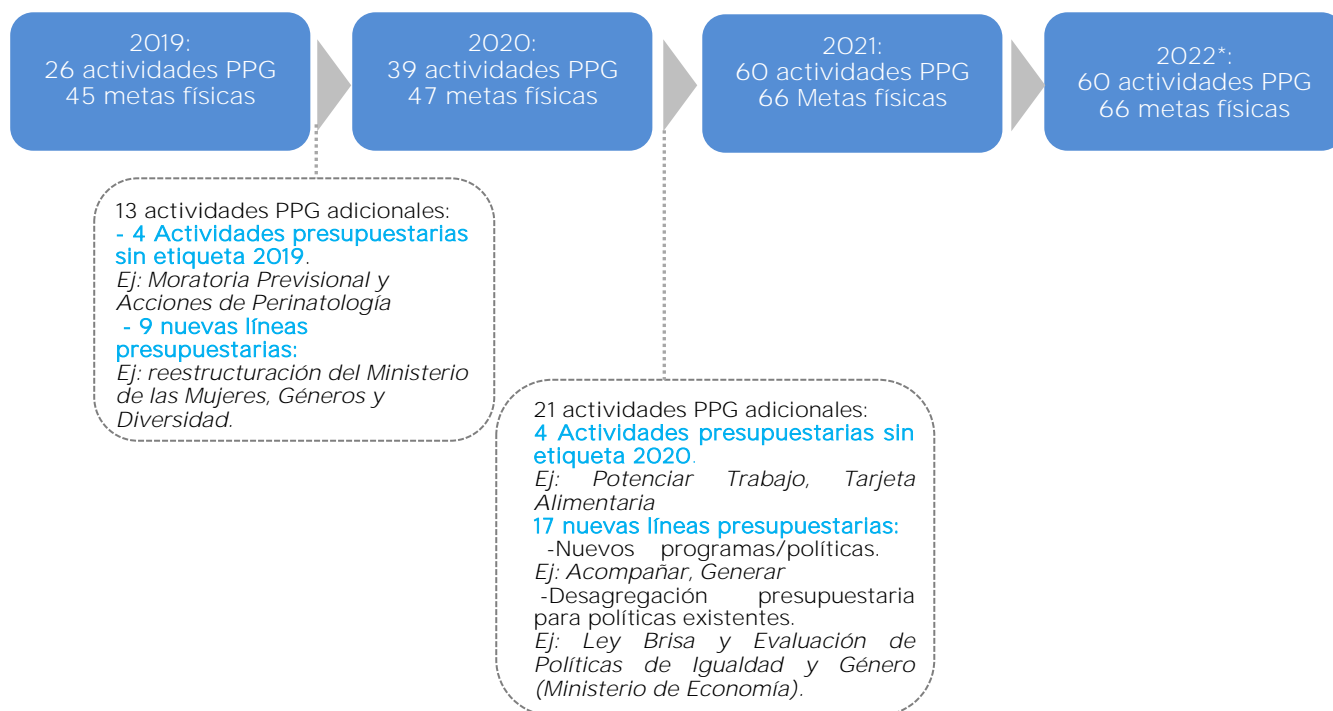 2019:
26 actividades PPG
45 metas físicas
2020:
39 actividades PPG
47 metas físicas
2021:
60 actividades PPG
66 Metas físicas
2022*:
60 actividades PPG
66 metas físicas
13 actividades PPG adicionales:
- 4 Actividades presupuestarias
sin etiqueta 2019.
Ej: Moratoria Previsional y
Acciones de Perinatología
- 9 nuevas líneas
presupuestarias:
Ej: reestructuración del Ministerio
de las Mujeres, Géneros y
Diversidad.
21 actividades PPG adicionales:
4 Actividades presupuestarias sin
etiqueta 2020.
Ej: Potenciar Trabajo, Tarjeta
Alimentaria
17 nuevas líneas presupuestarias:
-Nuevos programas/políticas.
Ej: Acompañar, Generar
-Desagregación presupuestaria
para políticas existentes.
Ej: Ley Brisa y Evaluación de
Políticas de Igualdad y Género
(Ministerio de Economía).